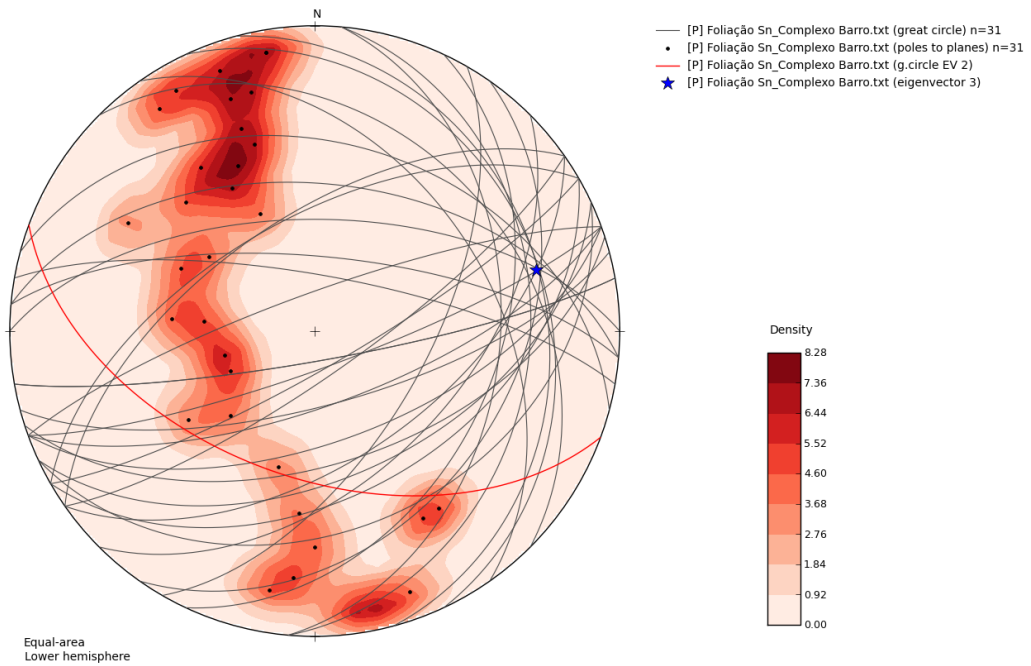 N
[P] Foliação Sn_Complexo Barro.txt (great circle) n=31
[P] Foliação Sn_Complexo Barro.txt (poles to planes) n=31
[P] Foliação Sn_Complexo Barro.txt (g.circle EV 2)
[P] Foliação Sn_Complexo Barro.txt (eigenvector 3)
Density
8.28
7.36
6.44
5.52
4.60
3.68
2.76
1.84
0.92
0.00
Equal-area
Lower hemisphere